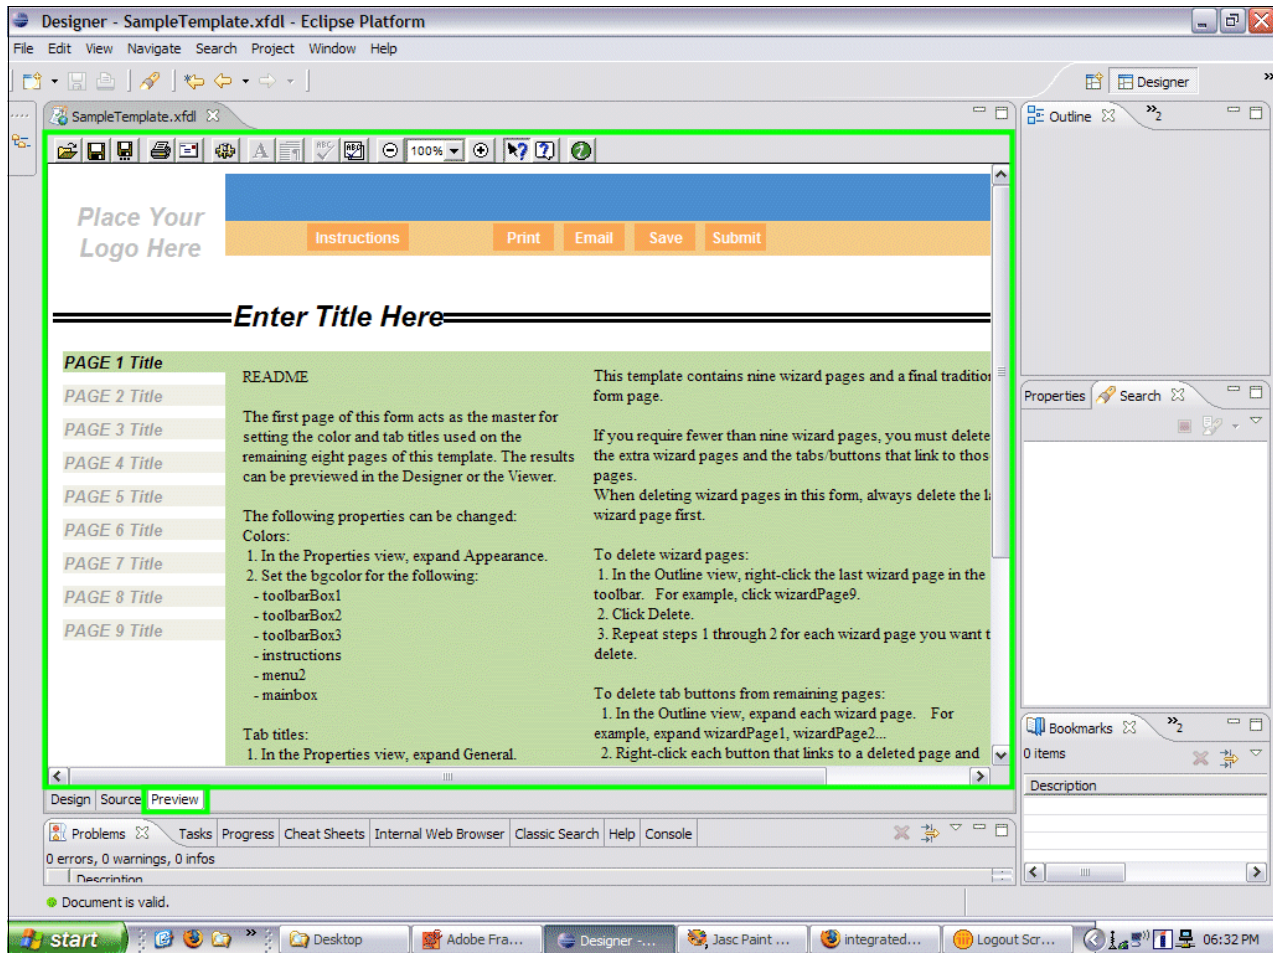 Designer - SampleTemplate.xfdl - Eclipse Platform
File Edit View Navigate Search Project Window Help
Designer
SampleTemplate.xfdl
100%
Place Your
Logo Here
Instructions Print Email Save Submit
Enter Title Here
PAGE 1 Title
PAGE 2 Title
PAGE 3 Title
PAGE 4 Title
PAGE 5 Title
PAGE 6 Title
PAGE 7 Title
PAGE 8 Title
PAGE 9 Title
README
The first page of this form acts as the master for
setting the color and tab titles used on the
remaining eight pages of this template. The results
can be previewed in the Designer or the Viewer.
The following properties can be changed:
Colors:
1. In the Properties view, expand Appearance.
2. Set the bgcolor for the following:
- toolbarBox1
- toolbarBox2
- toolbarBox3
- instructions
- menu2
- mainbox
Tab titles:
1. In the Properties view, expand General.
This template contains nine wizard pages and a final tradition
form page.
If you require fewer than nine wizard pages, you must delete
the extra wizard pages and the tabs/buttons that link to thos
pages.
When deleting wizard pages in this form, always delete the la
wizard page first.
To delete wizard pages:
1. In the Outline view, right-click the last wizard page in the
toolbar. For example, click wizardPage9.
2. Click Delete.
3. Repeat steps 1 through 2 for each wizard page you want t
delete.
To delete tab buttons from remaining pages:
1. In the Outline view, expand each wizard page. For
example, expand wizardPage1, wizardPage2...
2. Right-click each button that links to a deleted page and
Design Source Preview
Problems Tasks Progress Cheat Sheets Internal Web Browser Classic Search Help Console
0 errors, 0 warnings, 0 infos
Description
Document is valid.
Outline 2
Properties Search
Bookmarks 2
0 items
Description
start Desktop Adobe Fra... Designer -... Jasc Paint ... integrated... Logout Scr... 06:32 PM